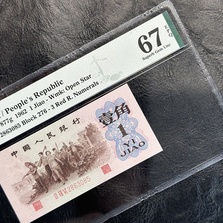 / People's Republic
877g 1962 1 Jiao - Wmk: Open Star
Block 276 - 3 Red R. Numerals
67
Superb Gem Unc
中国人民银行
壹角
1
YI
JIAO